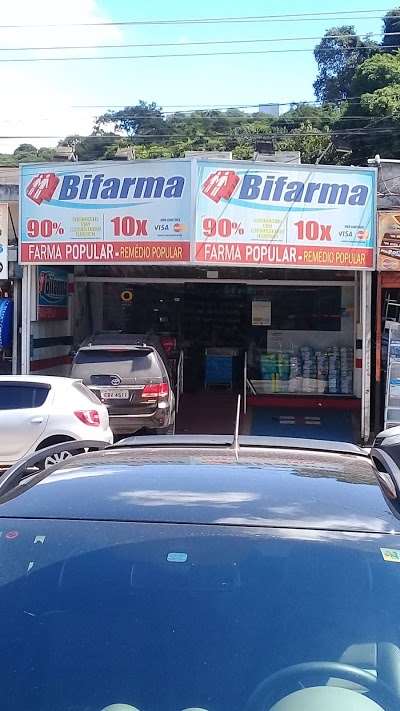 Bifarma
90%
10x
VISA
FARMA POPULAR - REMÉDIO POPULAR
Bifarma
90%
10x
VISA
FARMA POPULAR - REMÉDIO POPULAR